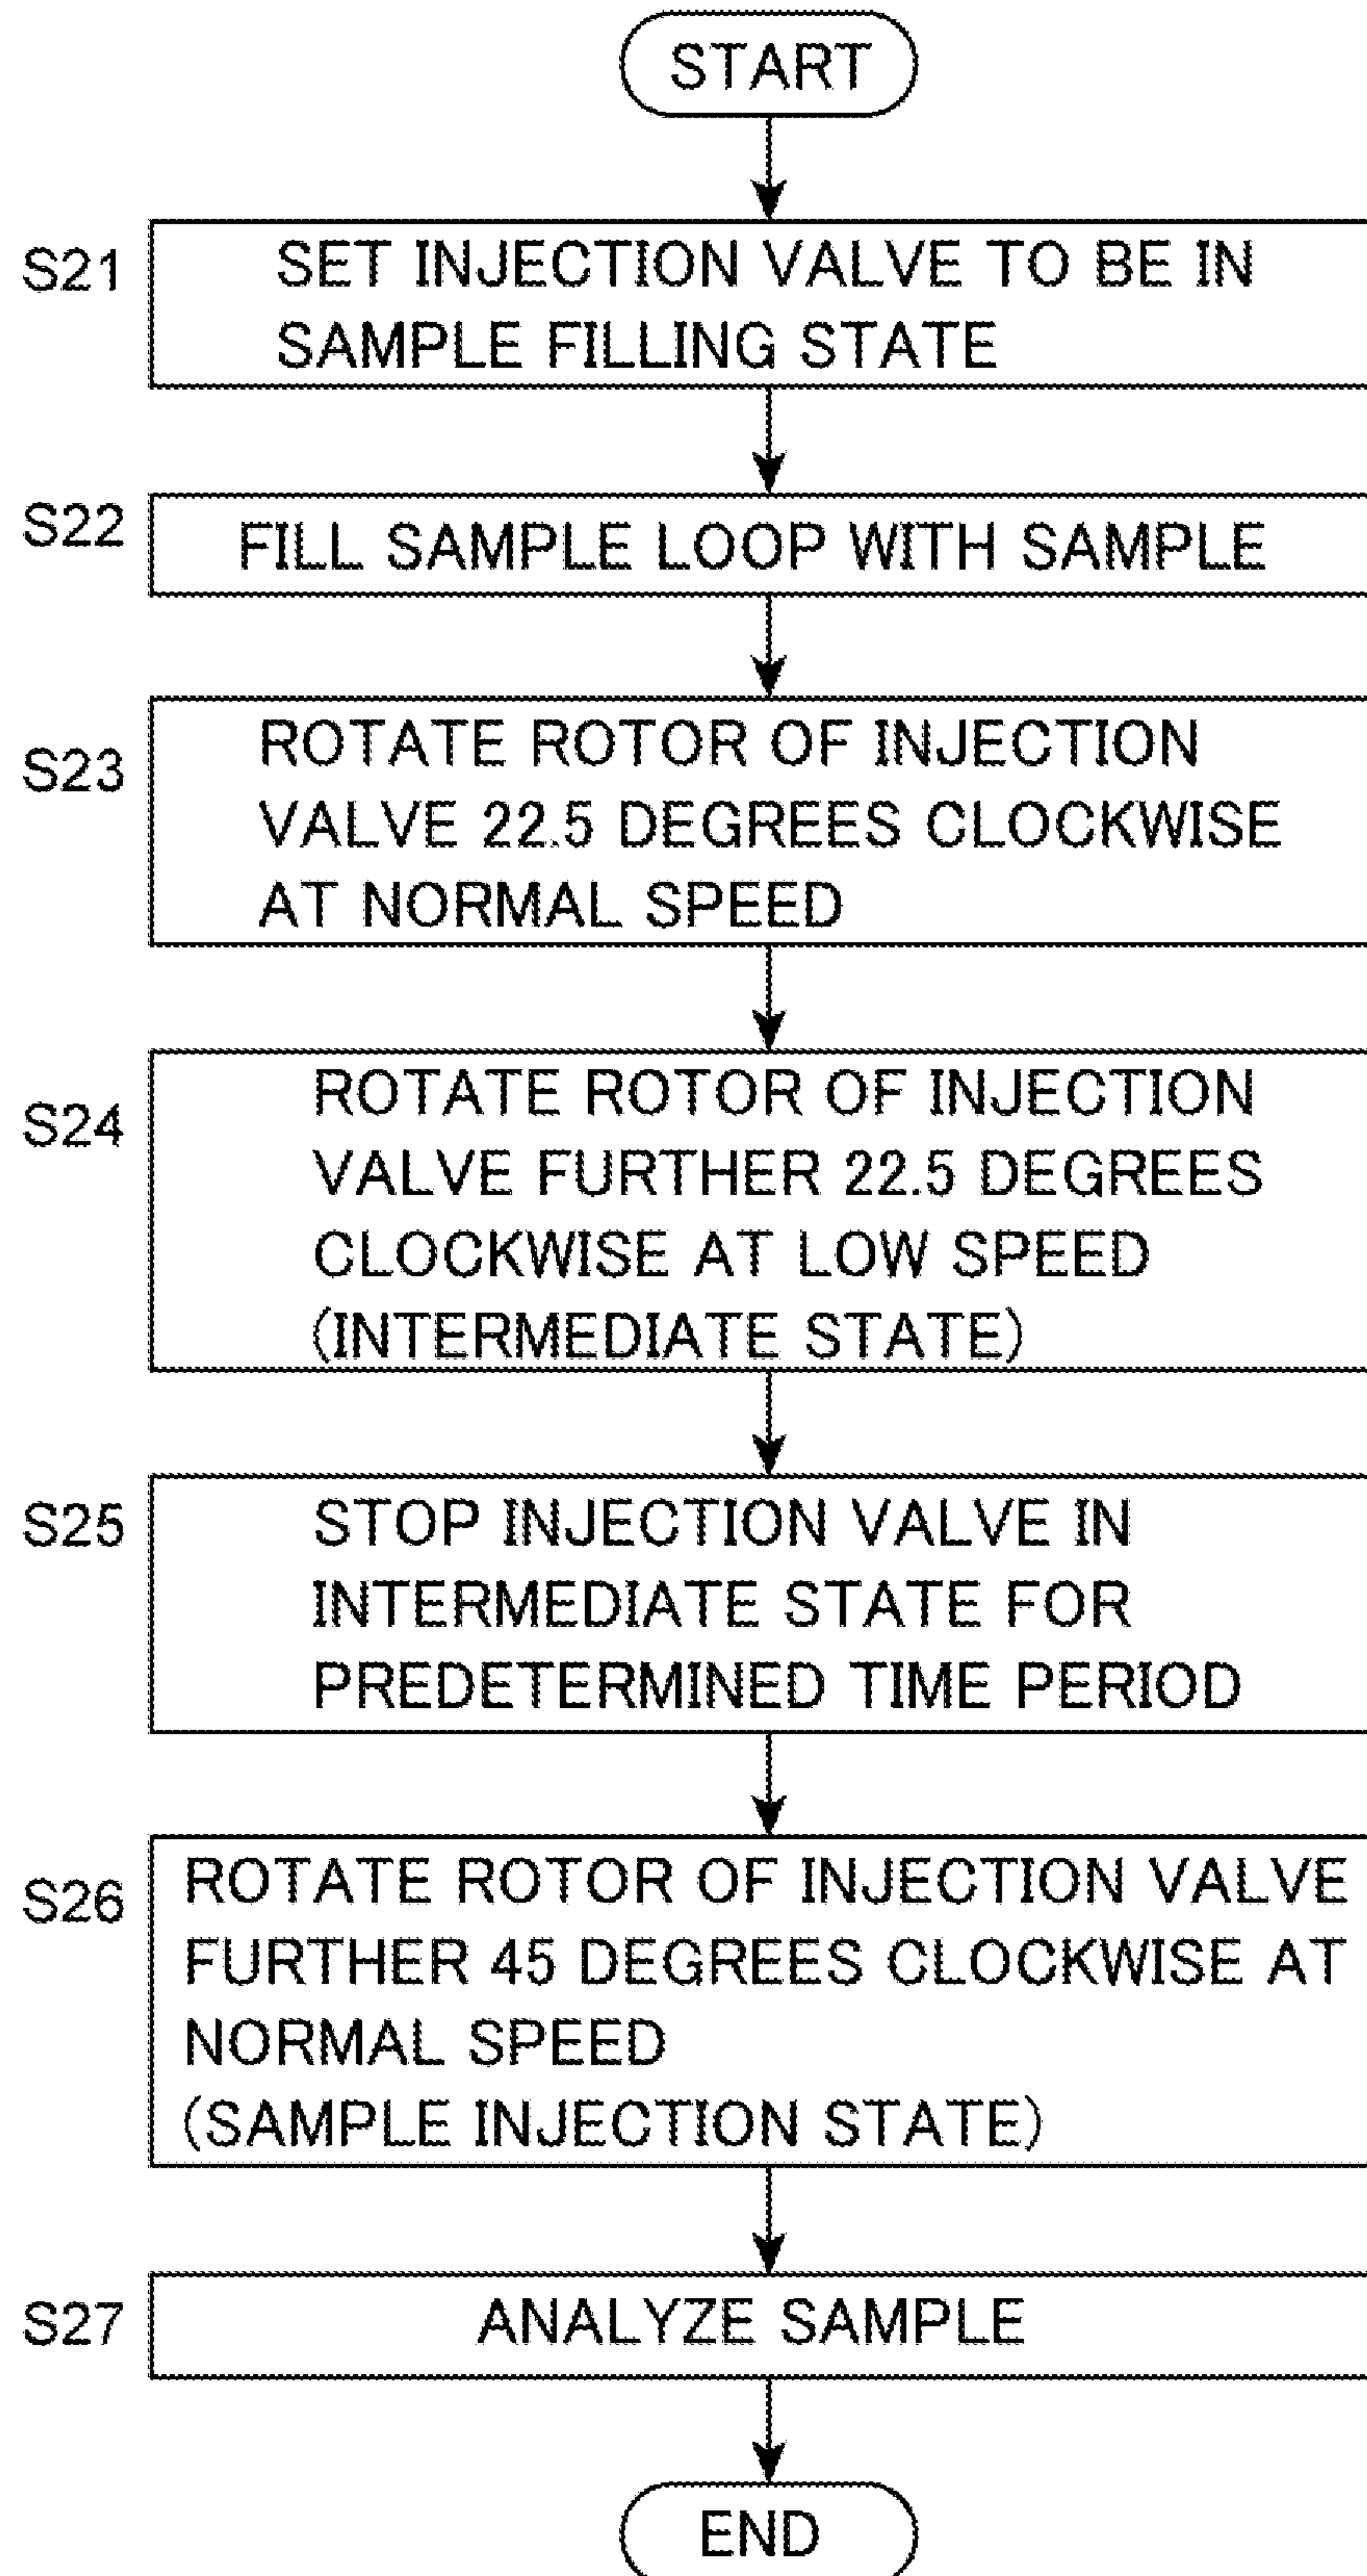 START
S21
SET INJECTION VALVE TO BE IN
SAMPLE FILLING STATE
S22
FILL SAMPLE LOOP WITH SAMPLE
S23
ROTATE ROTOR OF INJECTION
VALVE 22.5 DEGREES CLOCKWISE
AT NORMAL SPEED
S24
ROTATE ROTOR OF INJECTION
VALVE FURTHER 22.5 DEGREES
CLOCKWISE AT LOW SPEED
(INTERMEDIATE STATE)
S25
STOP INJECTION VALVE IN
INTERMEDIATE STATE FOR
PREDETERMINED TIME PERIOD
S26
ROTATE ROTOR OF INJECTION VALVE
FURTHER 45 DEGREES CLOCKWISE AT
NORMAL SPEED
(SAMPLE INJECTION STATE)
S27
ANALYZE SAMPLE
END